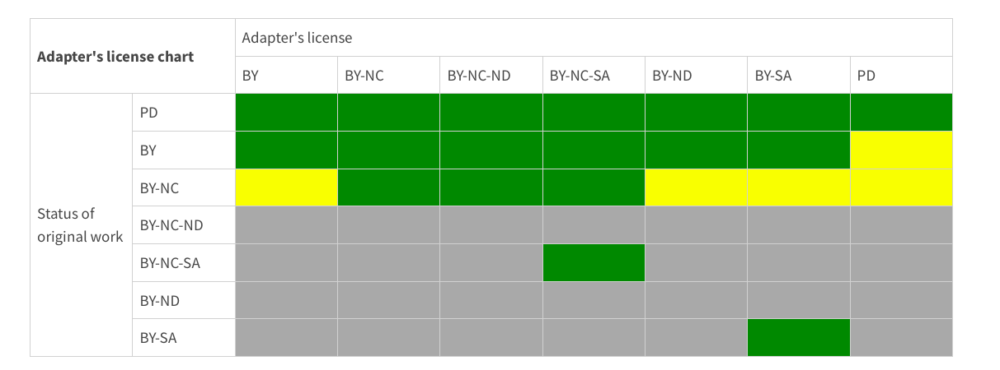 Adapter's license chart
Adapter's license
BY
BY-NC
BY-NC-ND
BY-NC-SA
BY-ND
BY-SA
PD
Status of
original work
PD
BY
BY-NC
BY-NC-ND
BY-NC-SA
BY-ND
BY-SA